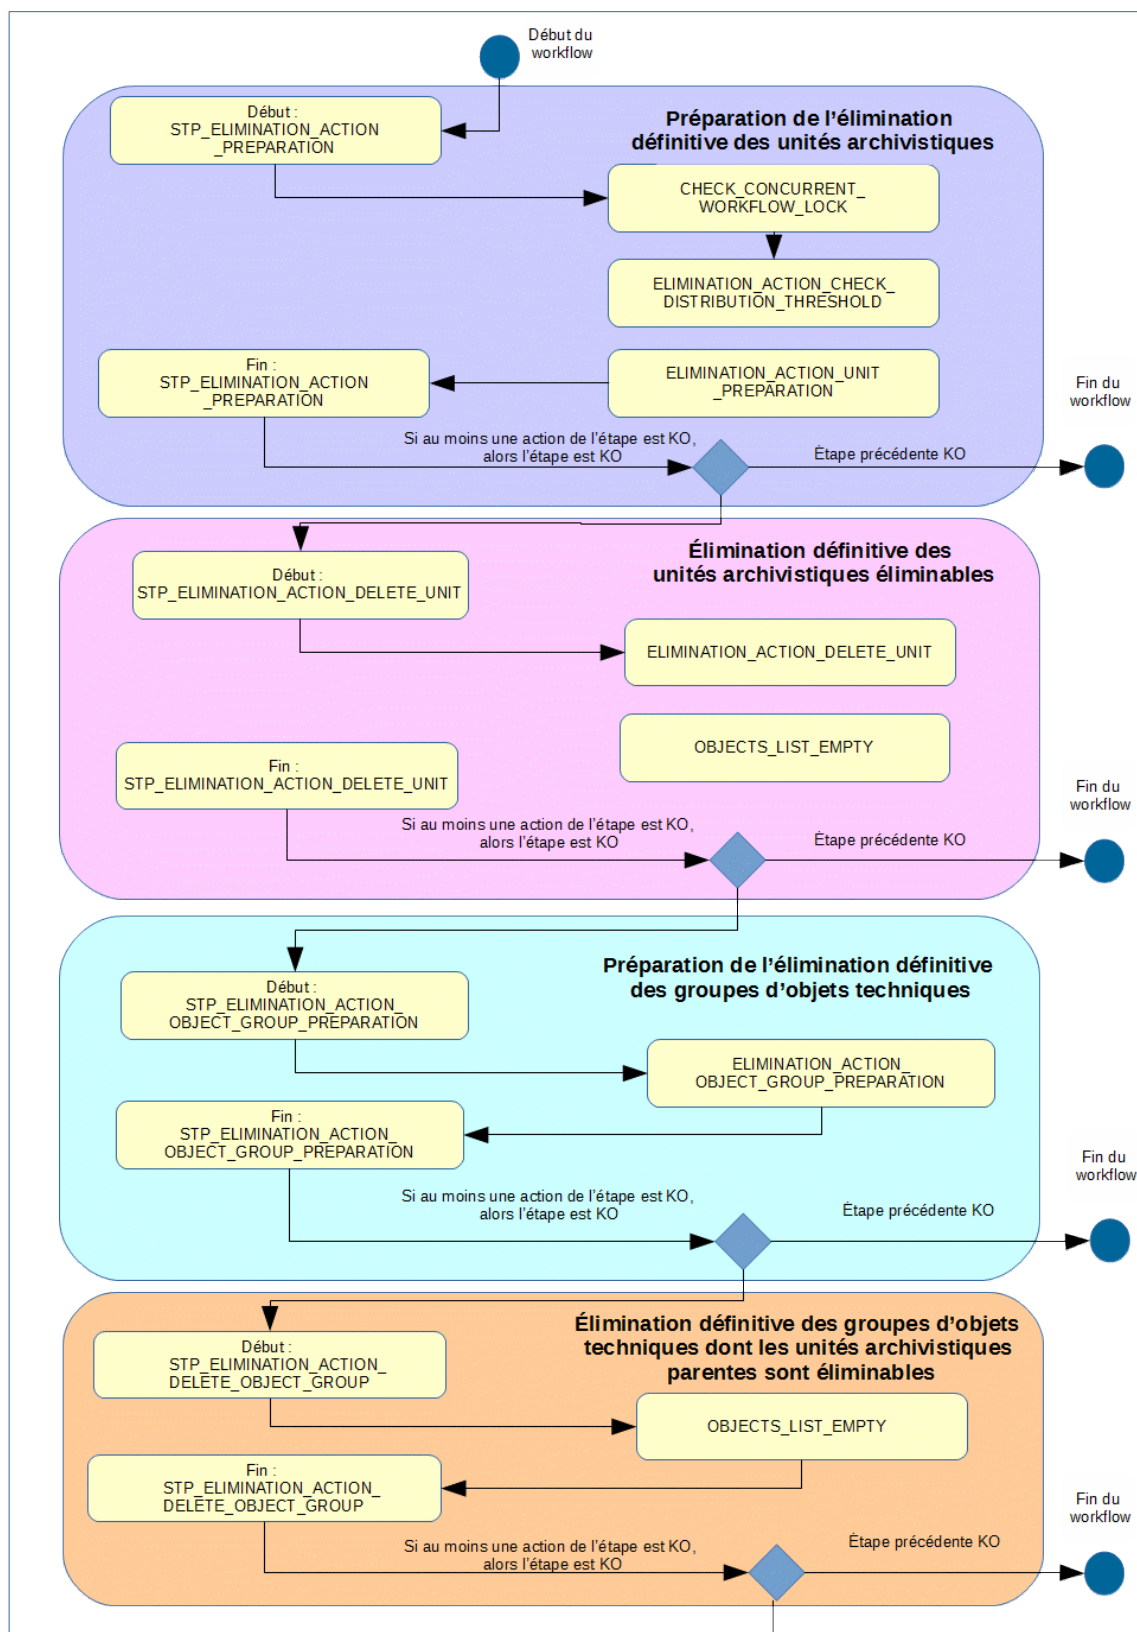 Début du
workflow
Début :
STP_ELIMINATION_ACTION
_PREPARATION
Préparation de l’élimination
définitive des unités archivistiques
CHECK_CONCURRENT_
WORKFLOW_LOCK
ELIMINATION_ACTION_CHECK_
DISTRIBUTION_THRESHOLD
Fin :
STP_ELIMINATION_ACTION
_PREPARATION
ELIMINATION_ACTION_UNIT
_PREPARATION
Fin du
workflow
Si au moins une action de l’étape est KO,
alors l’étape est KO
Étape précédente KO
Élimination définitive des
unités archivistiques éliminables
Début :
STP_ELIMINATION_ACTION_DELETE_UNIT
ELIMINATION_ACTION_DELETE_UNIT
OBJECTS_LIST_EMPTY
Fin :
STP_ELIMINATION_ACTION_DELETE_UNIT
Fin du
workflow
Si au moins une action de l’étape est KO,
alors l’étape est KO
Étape précédente KO
Préparation de l’élimination définitive
des groupes d’objets techniques
Début :
STP_ELIMINATION_ACTION_
OBJECT_GROUP_PREPARATION
ELIMINATION_ACTION_
OBJECT_GROUP_PREPARATION
Fin :
STP_ELIMINATION_ACTION_
OBJECT_GROUP_PREPARATION
Fin du
workflow
Si au moins une action de l’étape est KO,
alors l’étape est KO
Étape précédente KO
Élimination définitive des groupes d’objets
techniques dont les unités archivistiques
parentes sont éliminables
Début :
STP_ELIMINATION_ACTION_
DELETE_OBJECT_GROUP
OBJECTS_LIST_EMPTY
Fin :
STP_ELIMINATION_ACTION_
DELETE_OBJECT_GROUP
Fin du
workflow
Si au moins une action de l’étape est KO,
alors l’étape est KO
Étape précédente KO